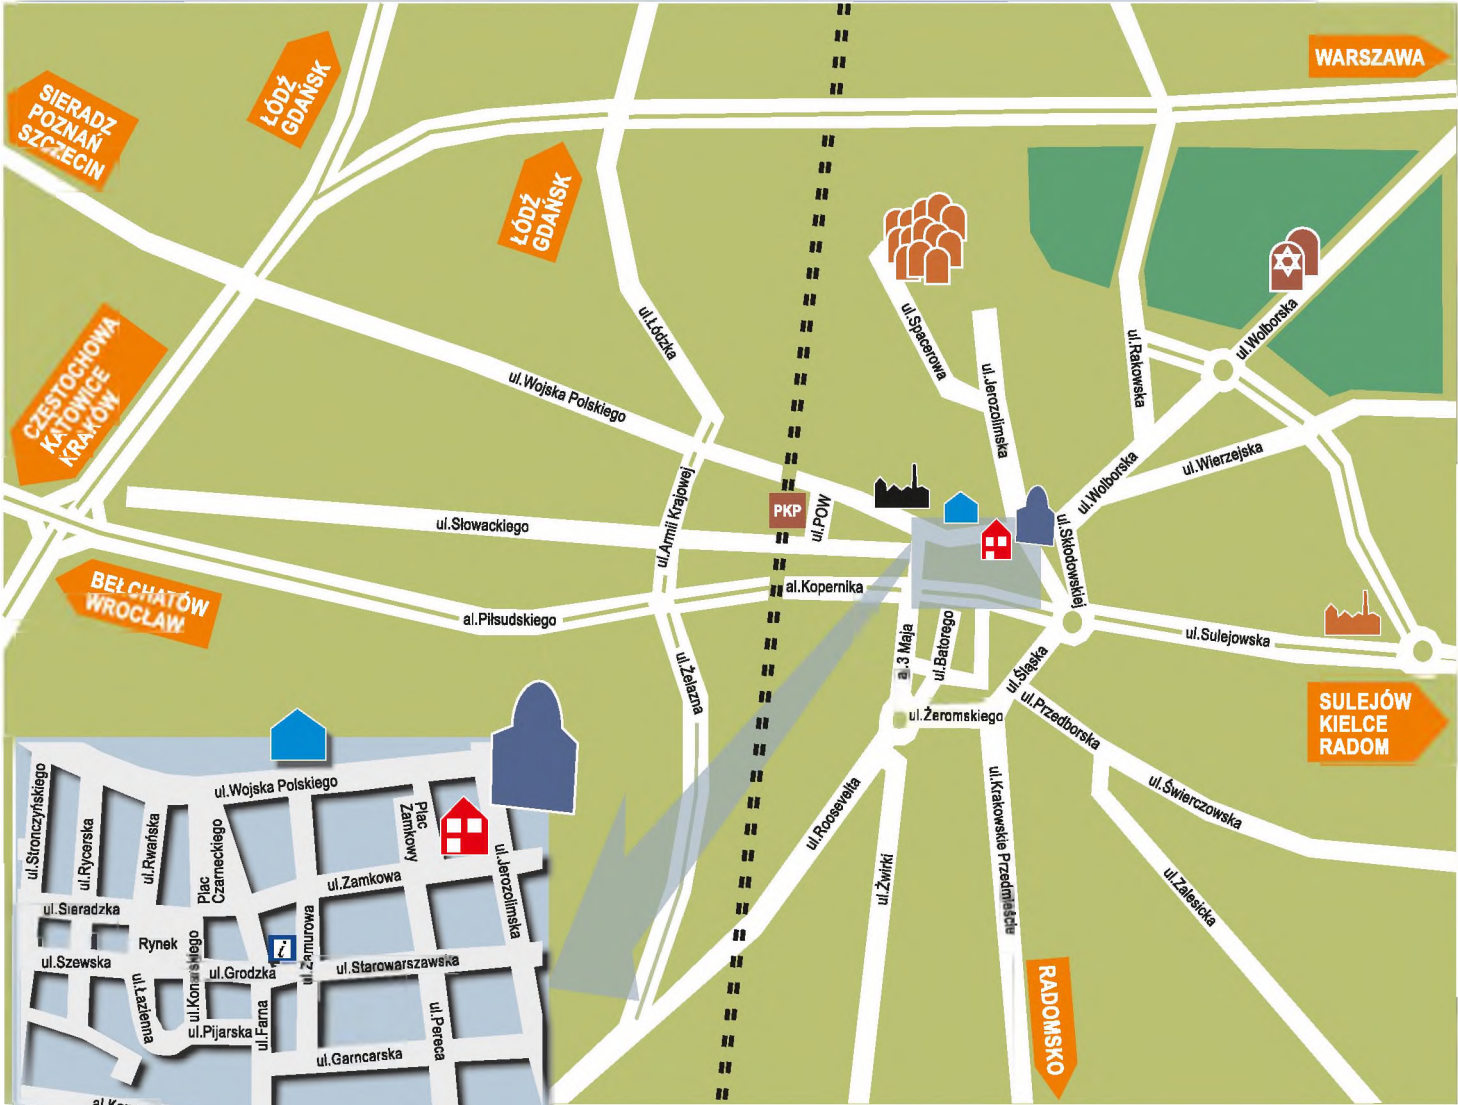 WARSZAWA
ŁÓDŹ
GDAŃSK
SIERADZ
POZNAŃ
SZCZECIN
ŁÓDŹ
GDAŃSK
CZĘSTOCHOWA
KATOWICE
KRAKÓW
ul.Łódzka
ul.Spacerowa
ul.Jerozolimska
ul.Rakowska
ul.Wolborska
ul.Wojska Polskiego
ul.Wolborska
ul.Wierzejska
ul.Słowackiego
ul.Armii Krajowej
PKP
ul.POW
ul.Skłodowskiej
BEŁCHATÓW
WROCŁAW
al.Piłsudskiego
al.Kopernika
ul.Sulejowska
ul.Żelazna
al.3 Maja
ul.Batorego
ul.Śląska
ul.Żeromskiego
ul.Przedborska
SULEJÓW
KIELCE
RADOM
ul.Roosevelta
ul.Żwirki
ul.Krakowskie Przedmieście
ul.Świerczowska
ul.Zalesicka
RADOMSKO
ul.Wojska Polskiego
ul.Stronczyńskiego
ul.Rycerska
ul.Rwańska
Plac
Czarneckiego
Plac
Zamkowy
ul.Jerozolimska
ul.Zamkowa
ul.Sieradzka
Rynek
ul.Szewska
ul.Konarskiego
i
ul.Zamurowa
ul.Grodzka
ul.Starowarszawska
ul.Łazienna
ul.Pijarska
ul.Farna
ul.Pereca
ul.Garncarska